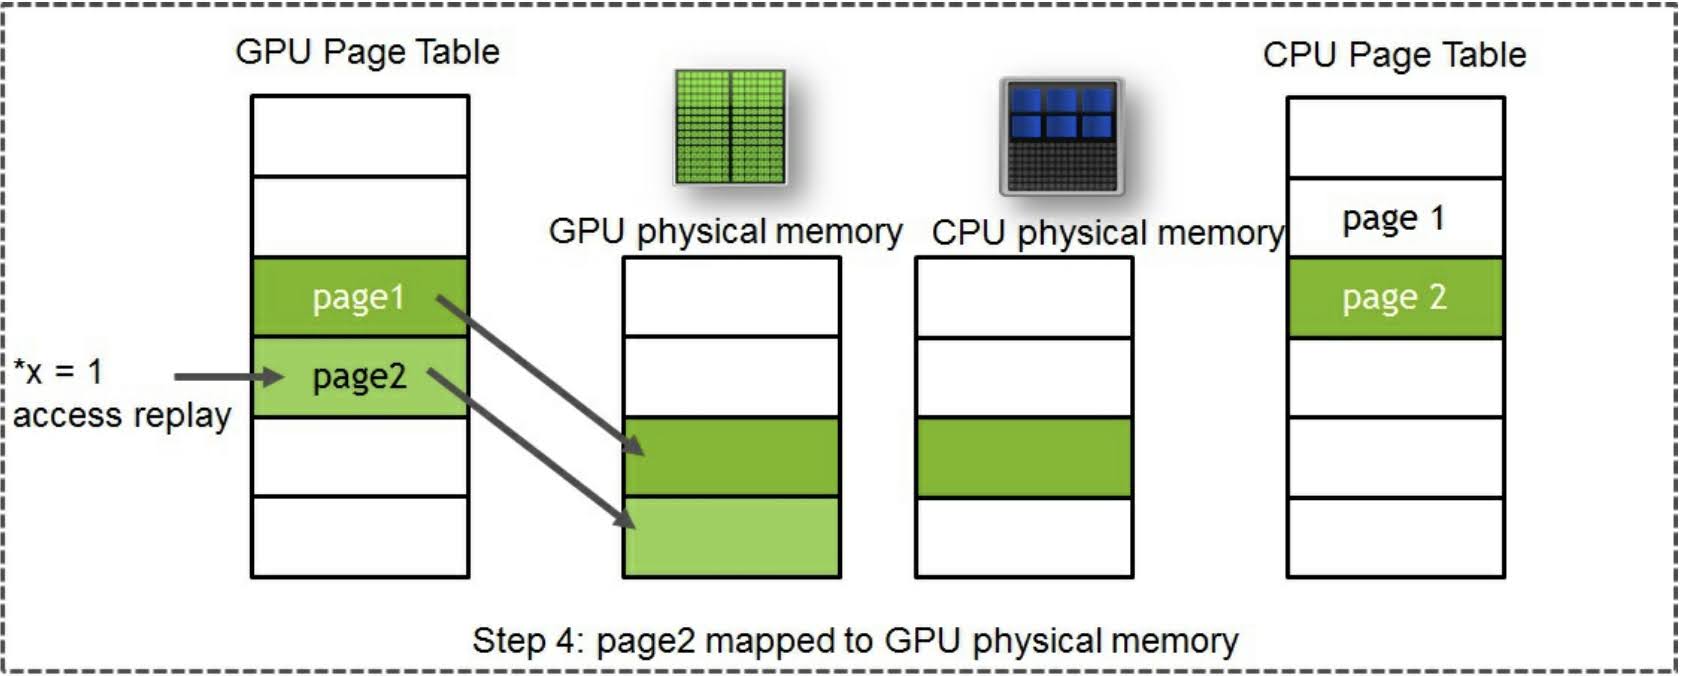 GPU Page Table
CPU Page Table
GPU physical memory
CPU physical memory
page 1
page1
page 2
*x = 1
access replay
page2
Step 4: page2 mapped to GPU physical memory